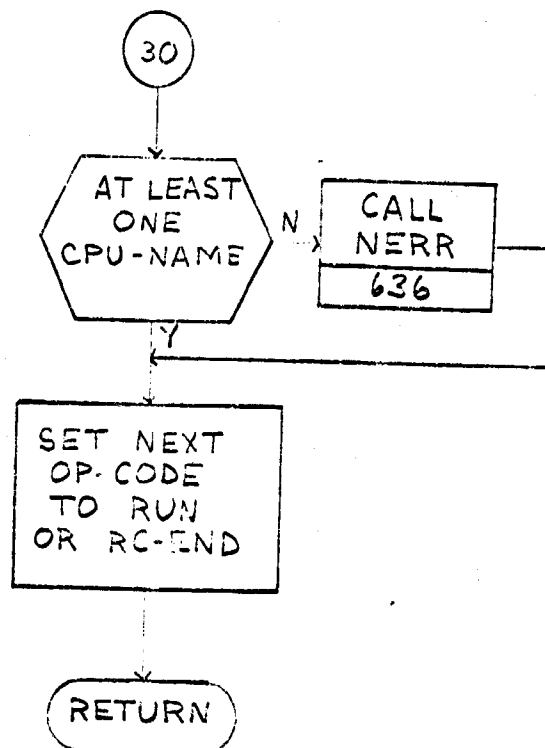 30
AT LEAST
ONE
CPU-NAME
N
CALL
NERR
636
Y
SET NEXT
OP-CODE
TO RUN
OR RC-END
RETURN